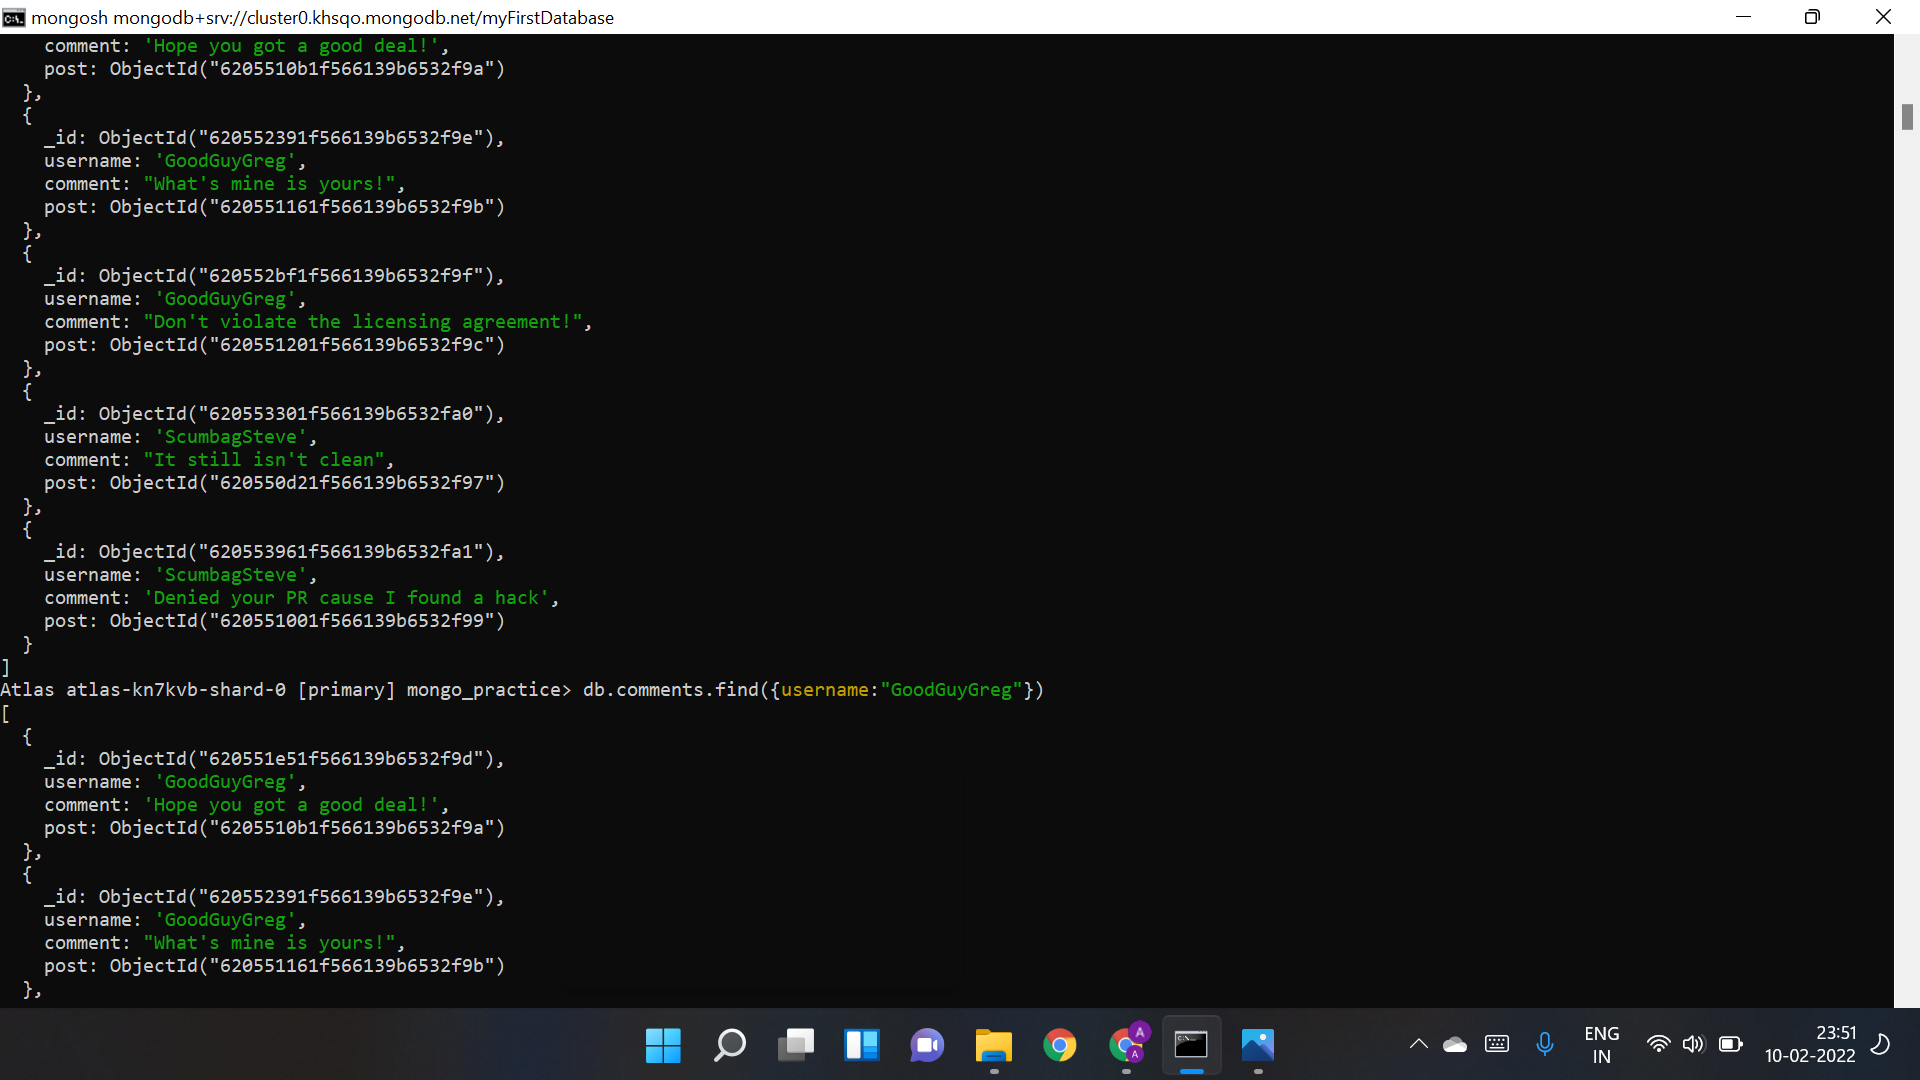 mongosh mongodb+srv://cluster0.khsqo.mongodb.net/myFirstDatabase
    comment: 'Hope you got a good deal!',
    post: ObjectId("6205510b1f566139b6532f9a")
  },
  {
    _id: ObjectId("620552391f566139b6532f9e"),
    username: 'GoodGuyGreg',
    comment: "What's mine is yours!",
    post: ObjectId("620551161f566139b6532f9b")
  },
  {
    _id: ObjectId("620552bf1f566139b6532f9f"),
    username: 'GoodGuyGreg',
    comment: "Don't violate the licensing agreement!",
    post: ObjectId("620551201f566139b6532f9c")
  },
  {
    _id: ObjectId("620553301f566139b6532fa0"),
    username: 'ScumbagSteve',
    comment: "It still isn't clean",
    post: ObjectId("620550d21f566139b6532f97")
  },
  {
    _id: ObjectId("620553961f566139b6532fa1"),
    username: 'ScumbagSteve',
    comment: 'Denied your PR cause I found a hack',
    post: ObjectId("620551001f566139b6532f99")
  }
]
Atlas atlas-kn7kvb-shard-0 [primary] mongo_practice> db.comments.find({username:"GoodGuyGreg"})
[
  {
    _id: ObjectId("620551e51f566139b6532f9d"),
    username: 'GoodGuyGreg',
    comment: 'Hope you got a good deal!',
    post: ObjectId("6205510b1f566139b6532f9a")
  },
  {
    _id: ObjectId("620552391f566139b6532f9e"),
    username: 'GoodGuyGreg',
    comment: "What's mine is yours!",
    post: ObjectId("620551161f566139b6532f9b")
  },
A
A
ENG
IN
23:51
10-02-2022